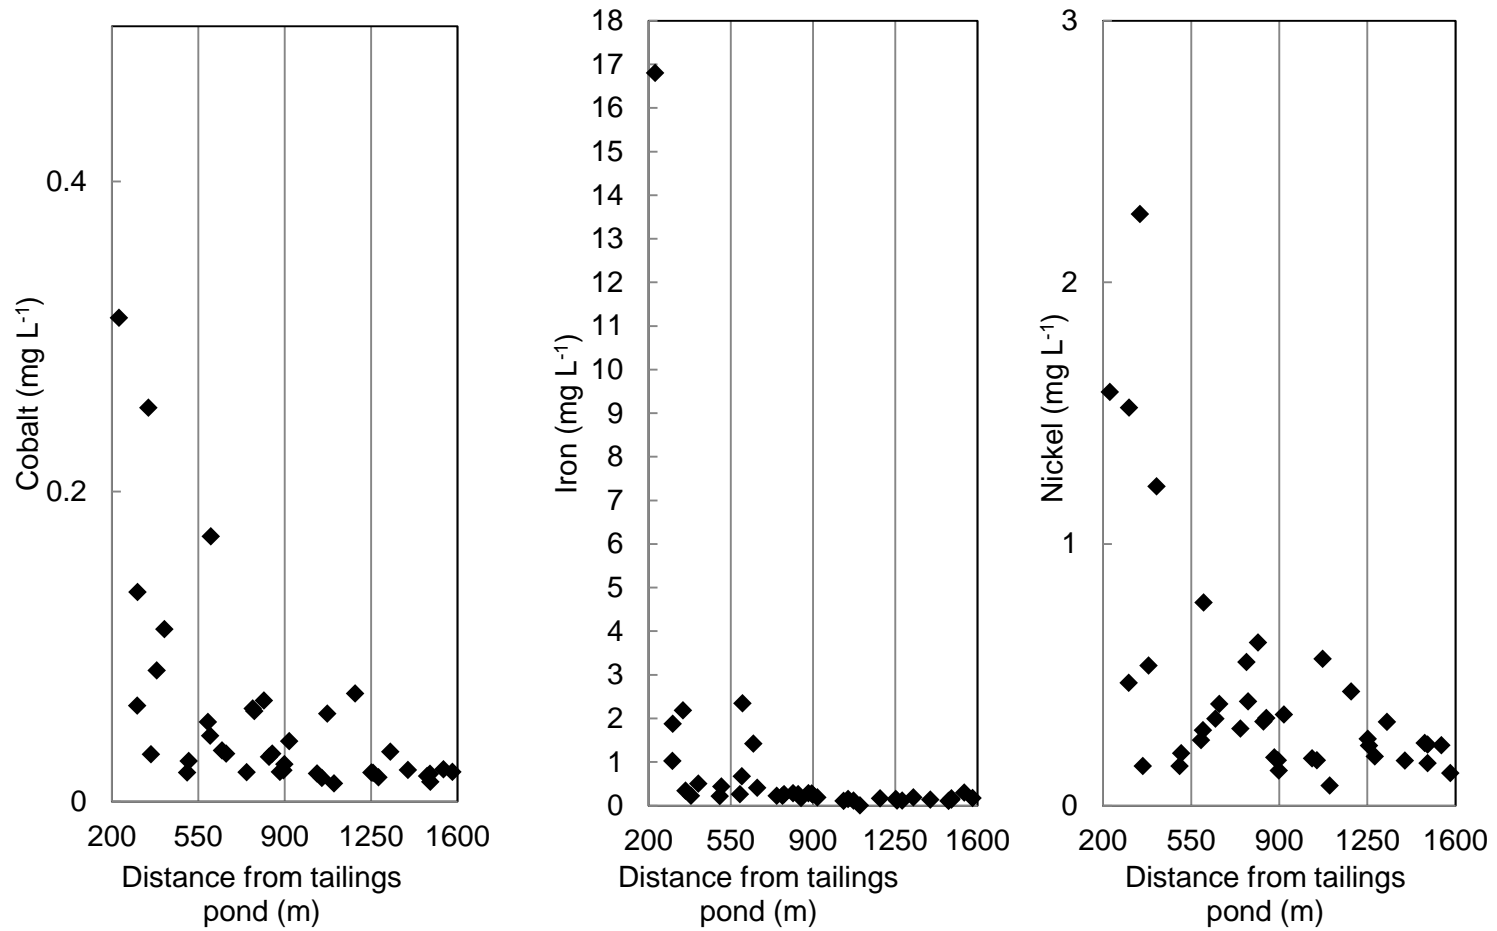 Cobalt (mg L-1)
0.4
0.2
0
200 550 900 1250 1600
Distance from tailings
pond (m)
Iron (mg L-1)
18
17
16
15
14
13
12
11
10
9
8
7
6
5
4
3
2
1
0
200 550 900 1250 1600
Distance from tailings
pond (m)
Nickel (mg L-1)
3
2
1
0
200 550 900 1250 1600
Distance from tailings
pond (m)